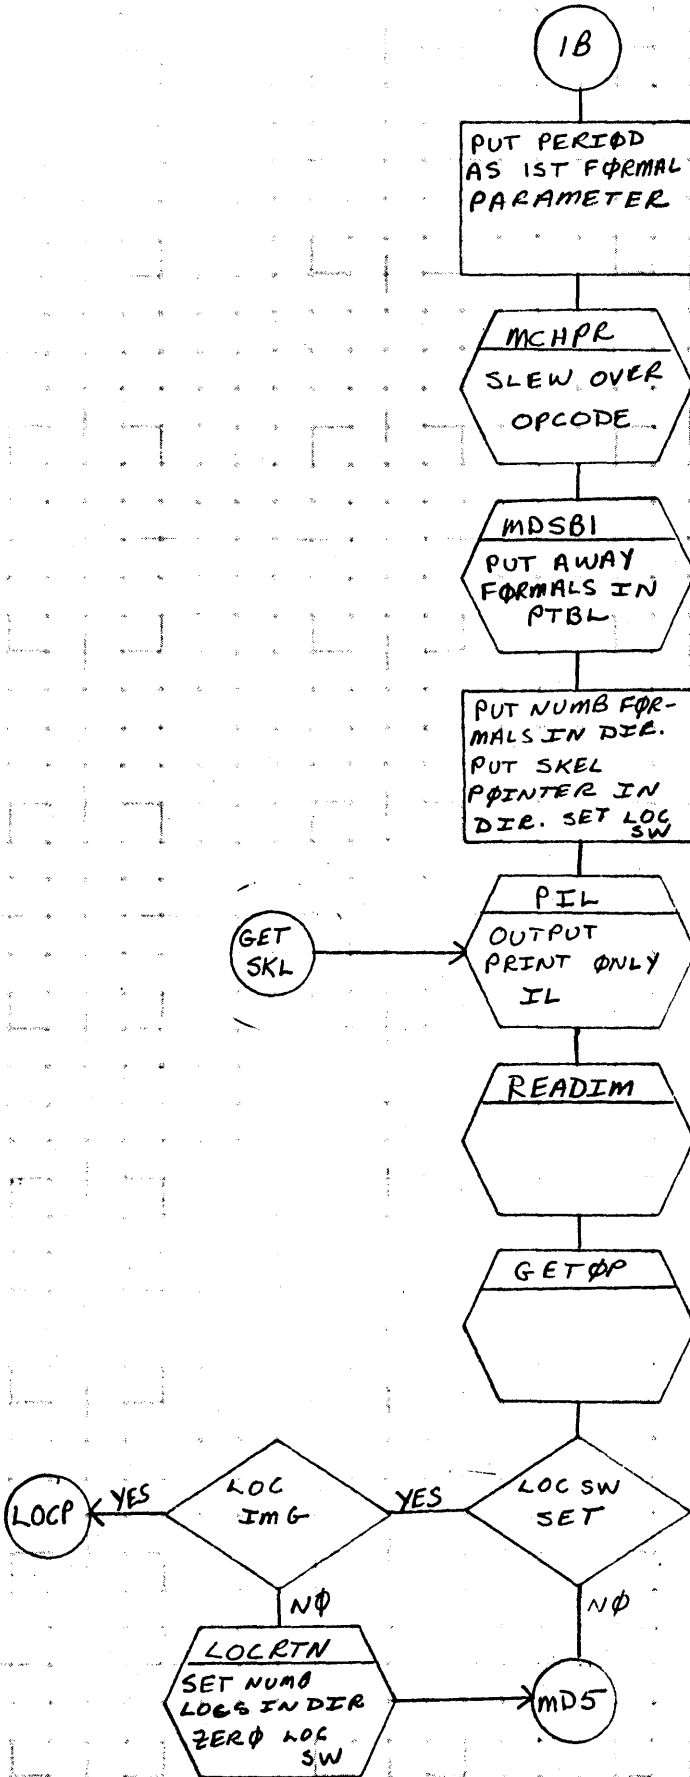 1B
PUT PERIØD
AS 1ST FØRMAL
PARAMETER
MCHPR
SLEW OVER
OPCODE
MDSB1
PUT AWAY
FØRMALS IN
PTBL
PUT NUMB FØR-
MALS IN DIR.
PUT SKEL
PØINTER IN
DIR. SET LOC
SW
PIL
OUTPUT
PRINT ØNLY
IL
GET
SKL
READIM
GETØP
LOC SW
SET
YES
LOC
IMG
YES
LOCP
NØ
NØ
LOCRTN
SET NUMB
LOCS IN DIR
ZERØ LOC
SW
MD5